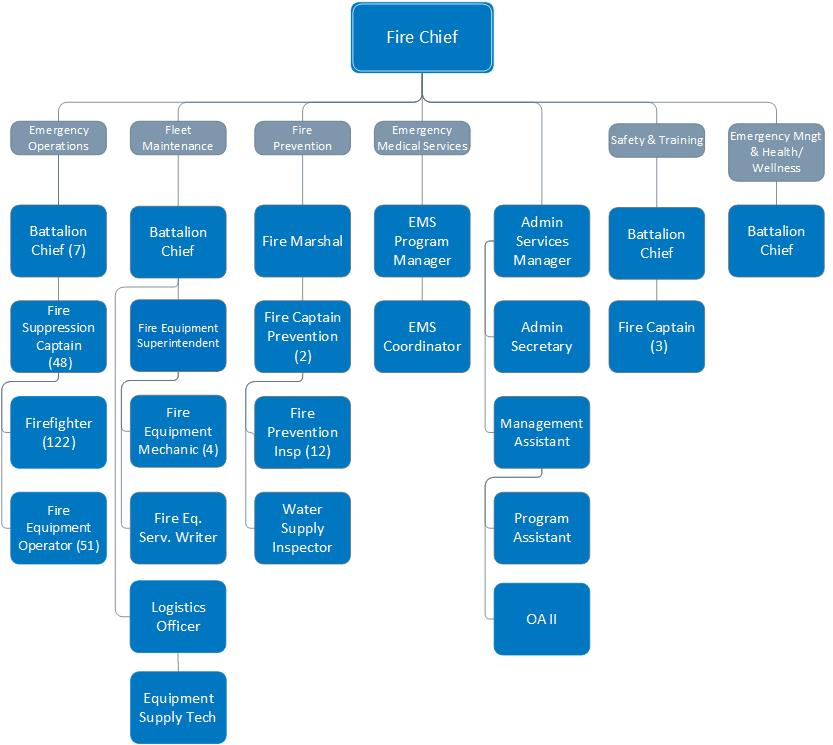 Fire Chief
Emergency
Operations
Fleet
Maintenance
Fire
Prevention
Emergency
Medical Services
Safety & Training
Emergency Mngt
& Health/
Wellness
Battalion
Chief (7)
Battalion
Chief
Fire Marshal
EMS
Program
Manager
Admin
Services
Manager
Battalion
Chief
Battalion
Chief
Fire
Suppression
Captain
(48)
Fire Equipment
Superintendent
Fire Captain
Prevention
(2)
EMS
Coordinator
Admin
Secretary
Fire Captain
(3)
Firefighter
(122)
Fire
Equipment
Mechanic (4)
Fire
Prevention
Insp (12)
Management
Assistant
Fire
Equipment
Operator (51)
Fire Eq.
Serv. Writer
Water
Supply
Inspector
Program
Assistant
Logistics
Officer
OA II
Equipment
Supply Tech